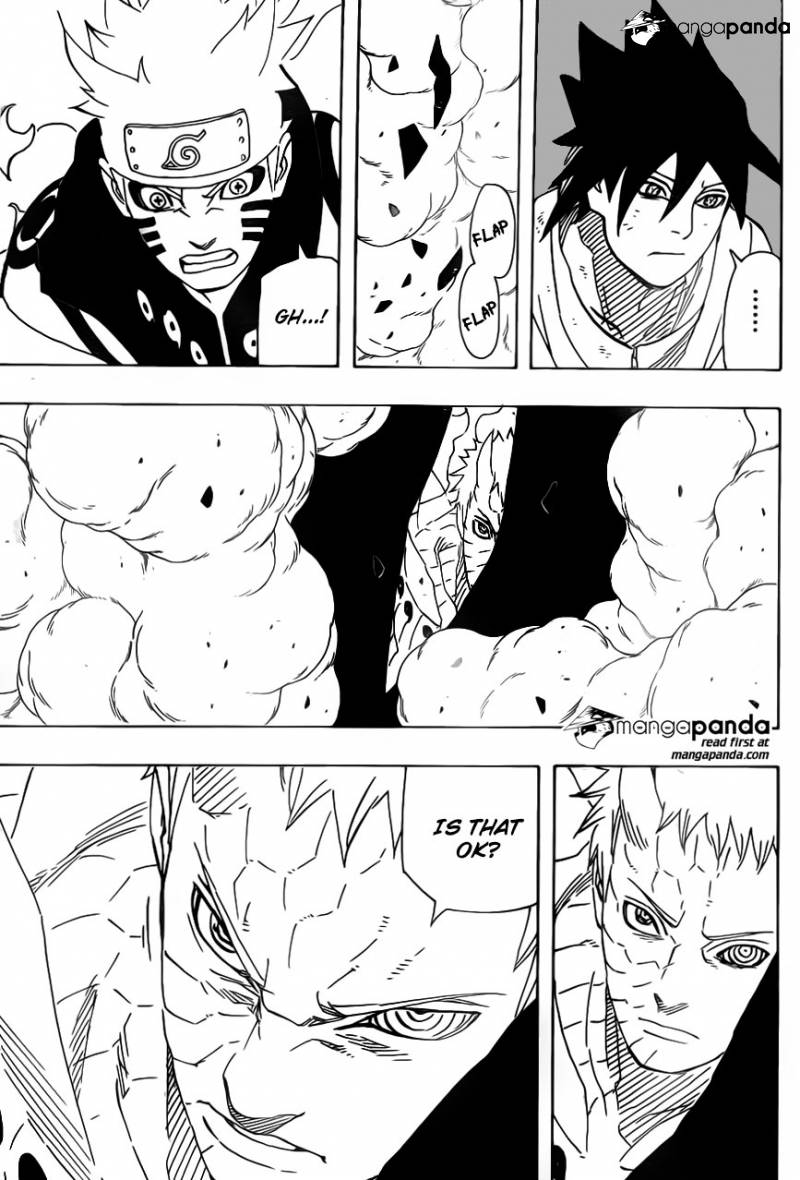 mangapanda
........
FLAP
FLAP
GH...!
mangapanda
read first at
mangapanda.com
IS THAT
OK?